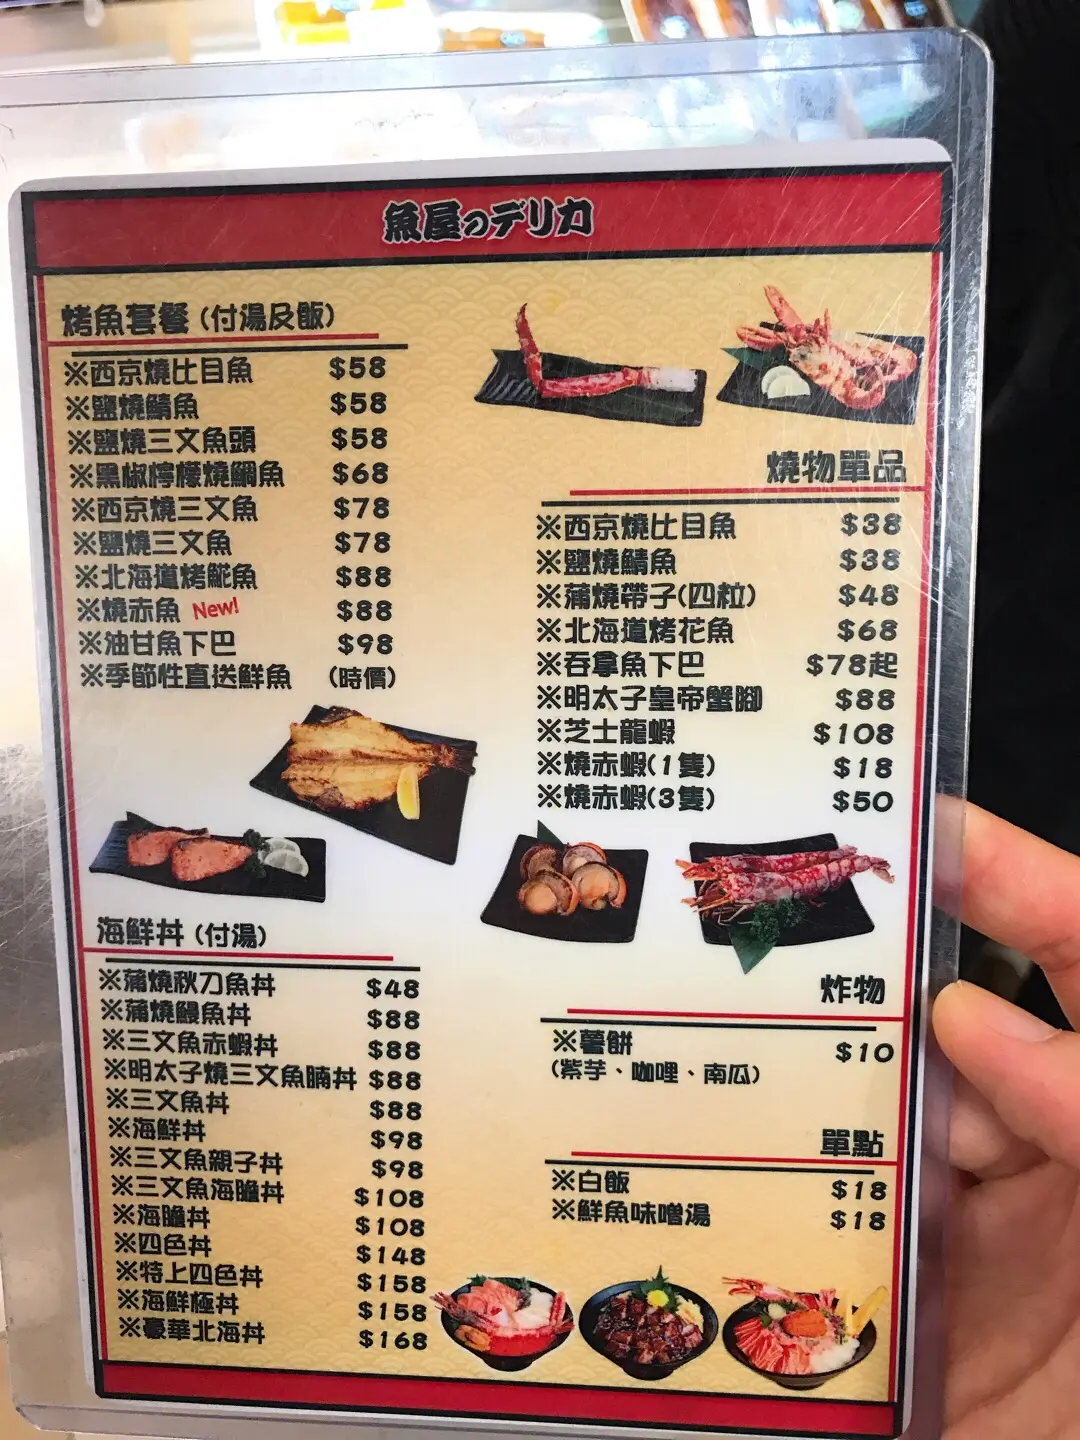 魚屋のデリカ
烤魚套餐 (付湯及飯)
※西京燒比目魚 $58
※鹽燒鯖魚 $58
※鹽燒三文魚頭 $58
※黑椒檸檬燒鯛魚 $68
※西京燒三文魚 $78
※鹽燒三文魚 $78
※北海道烤𩸽魚 $88
※燒赤魚 New! $88
※油甘魚下巴 $98
※季節性直送鮮魚 (時價)
燒物單品
※西京燒比目魚 $38
※鹽燒鯖魚 $38
※蒲燒帶子(四粒) $48
※北海道烤花魚 $68
※吞拿魚下巴 $78起
※明太子皇帝蟹腳 $88
※芝士龍蝦 $108
※燒赤蝦(1隻) $18
※燒赤蝦(3隻) $50
海鮮丼 (付湯)
※蒲燒秋刀魚丼 $48
※蒲燒鰻魚丼 $88
※三文魚赤蝦丼 $88
※明太子燒三文魚腩丼 $88
※三文魚丼 $88
※海鮮丼 $98
※三文魚親子丼 $98
※三文魚海膽丼 $108
※海膽丼 $108
※四色丼 $148
※特上四色丼 $158
※海鮮極丼 $158
※豪華北海丼 $168
炸物
※薯餅 $10
(紫芋、咖哩、南瓜)
單點
※白飯 $18
※鮮魚味噌湯 $18